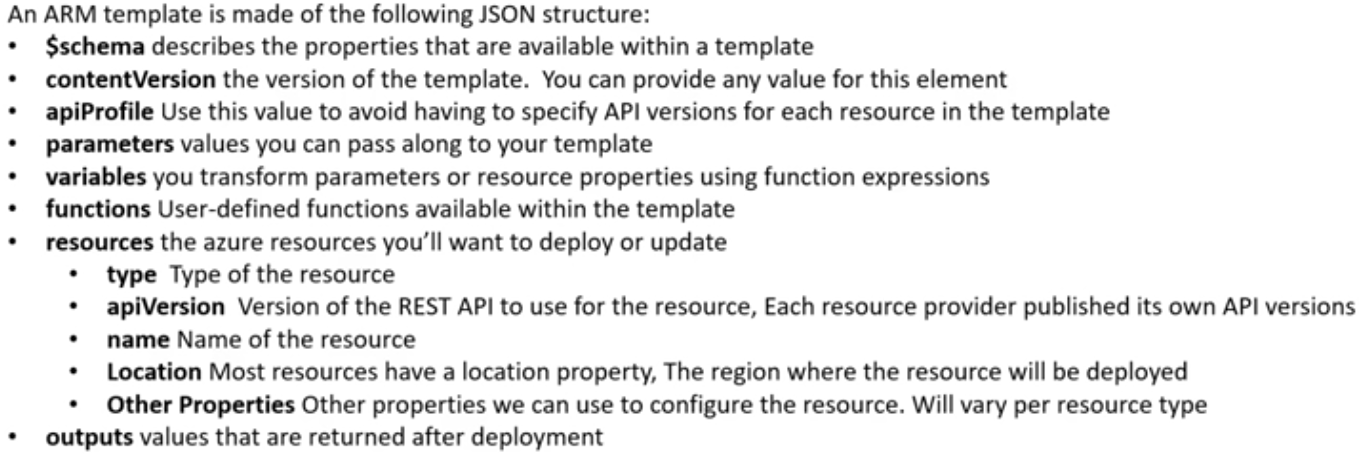 An ARM template is made of the following JSON structure:
• $schema describes the properties that are available within a template
• contentVersion the version of the template.  You can provide any value for this element
• apiProfile Use this value to avoid having to specify API versions for each resource in the template
• parameters values you can pass along to your template
• variables you transform parameters or resource properties using function expressions
• functions User-defined functions available within the template
• resources the azure resources you'll want to deploy or update
• type  Type of the resource
• apiVersion  Version of the REST API to use for the resource, Each resource provider published its own API versions
• name Name of the resource
• Location Most resources have a location property, The region where the resource will be deployed
• Other Properties Other properties we can use to configure the resource. Will vary per resource type
• outputs values that are returned after deployment